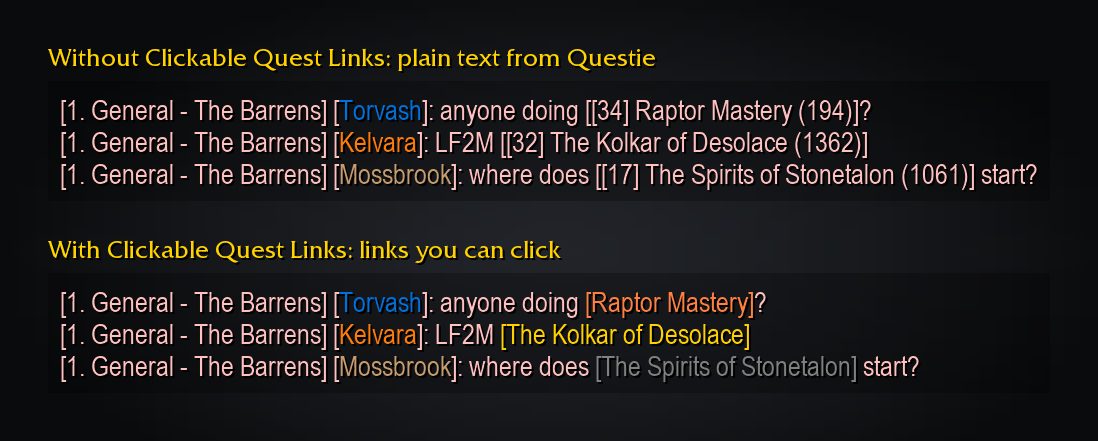 Without Clickable Quest Links: plain text from Questie
[1. General - The Barrens] [Torvash]: anyone doing [[34] Raptor Mastery (194)]?
[1. General - The Barrens] [Kelvara]: LF2M [[32] The Kolkar of Desolace (1362)]
[1. General - The Barrens] [Mossbrook]: where does [[17] The Spirits of Stonetalon (1061)] start?
With Clickable Quest Links: links you can click
[1. General - The Barrens] [Torvash]: anyone doing [Raptor Mastery]?
[1. General - The Barrens] [Kelvara]: LF2M [The Kolkar of Desolace]
[1. General - The Barrens] [Mossbrook]: where does [The Spirits of Stonetalon] start?